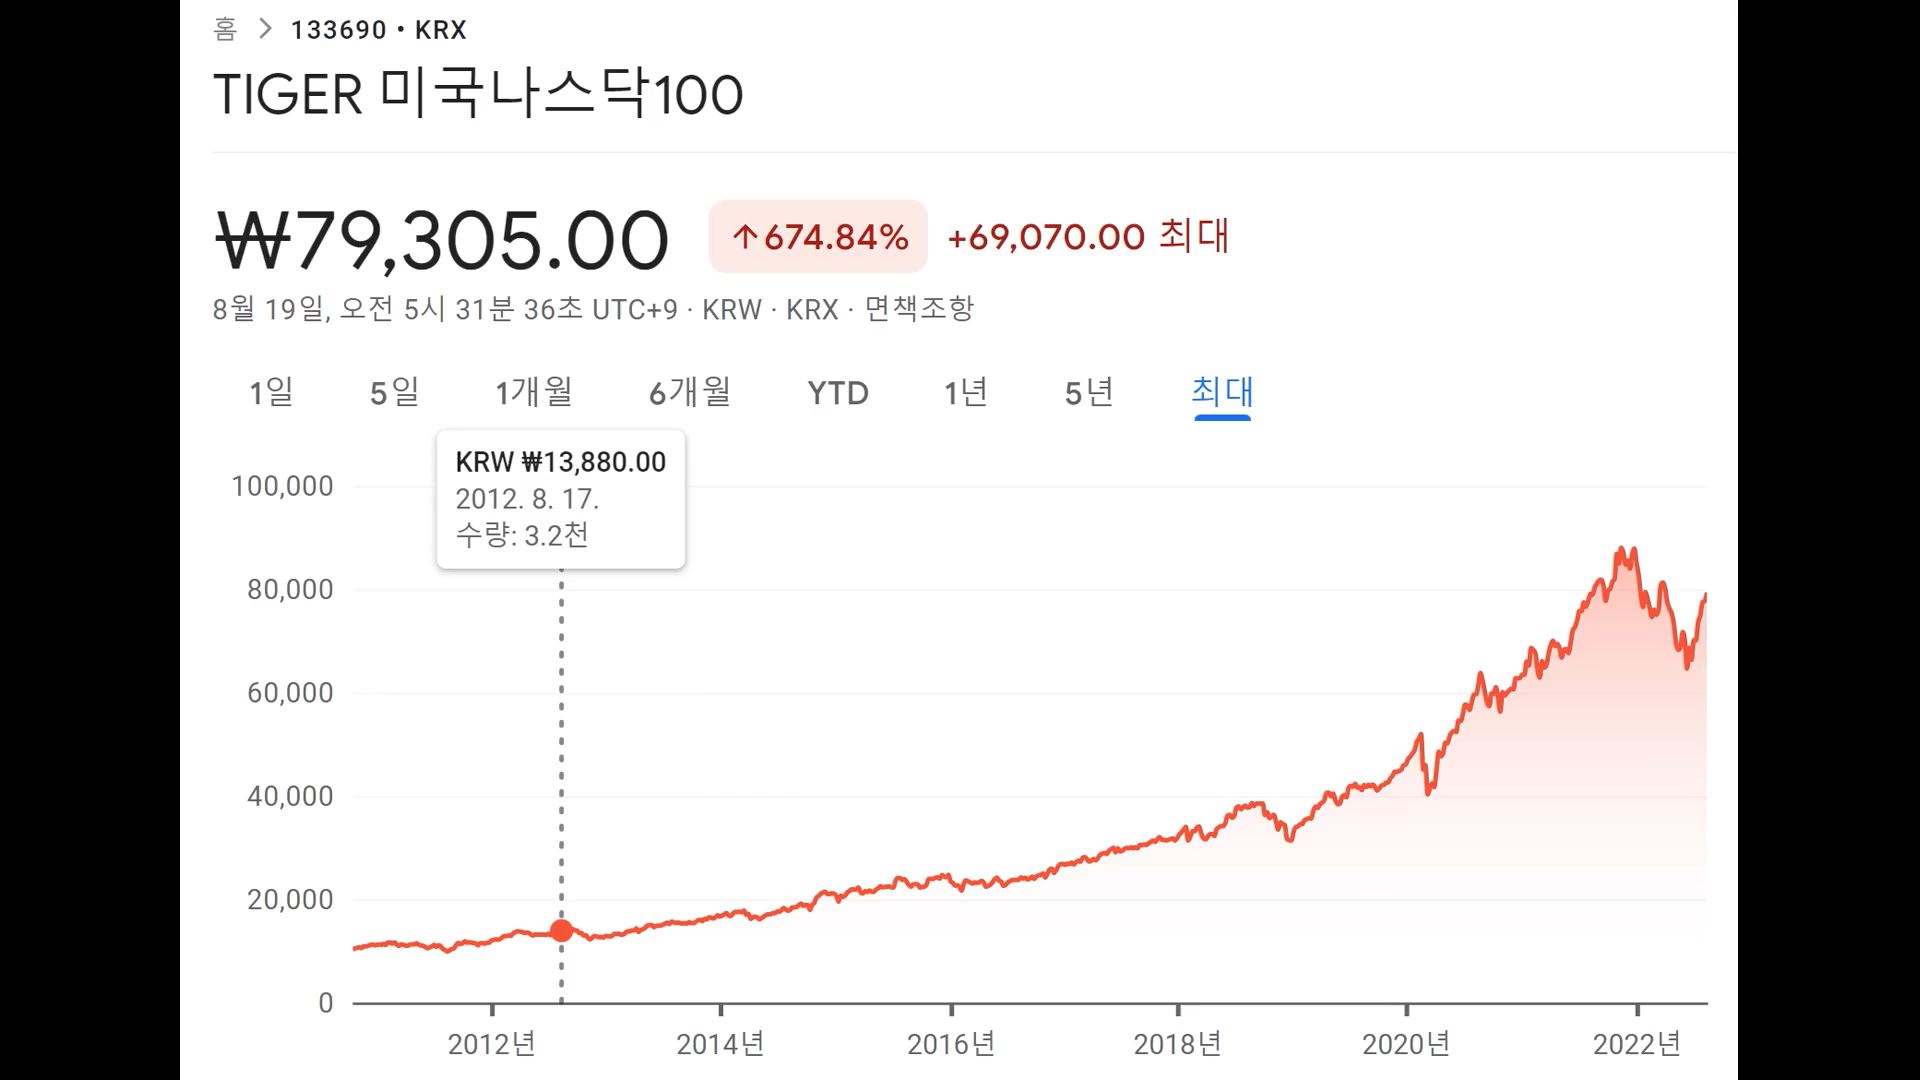 홈 > 133690 • KRX
TIGER 미국나스닥100
₩79,305.00 ↑674.84% +69,070.00 최대
8월 19일, 오전 5시 31분 36초 UTC+9 · KRW · KRX · 면책조항
1일 5일 1개월 6개월 YTD 1년 5년 최대
KRW ₩13,880.00
2012. 8. 17.
수량: 3.2천
100,000
80,000
60,000
40,000
20,000
0
2012년 2014년 2016년 2018년 2020년 2022년